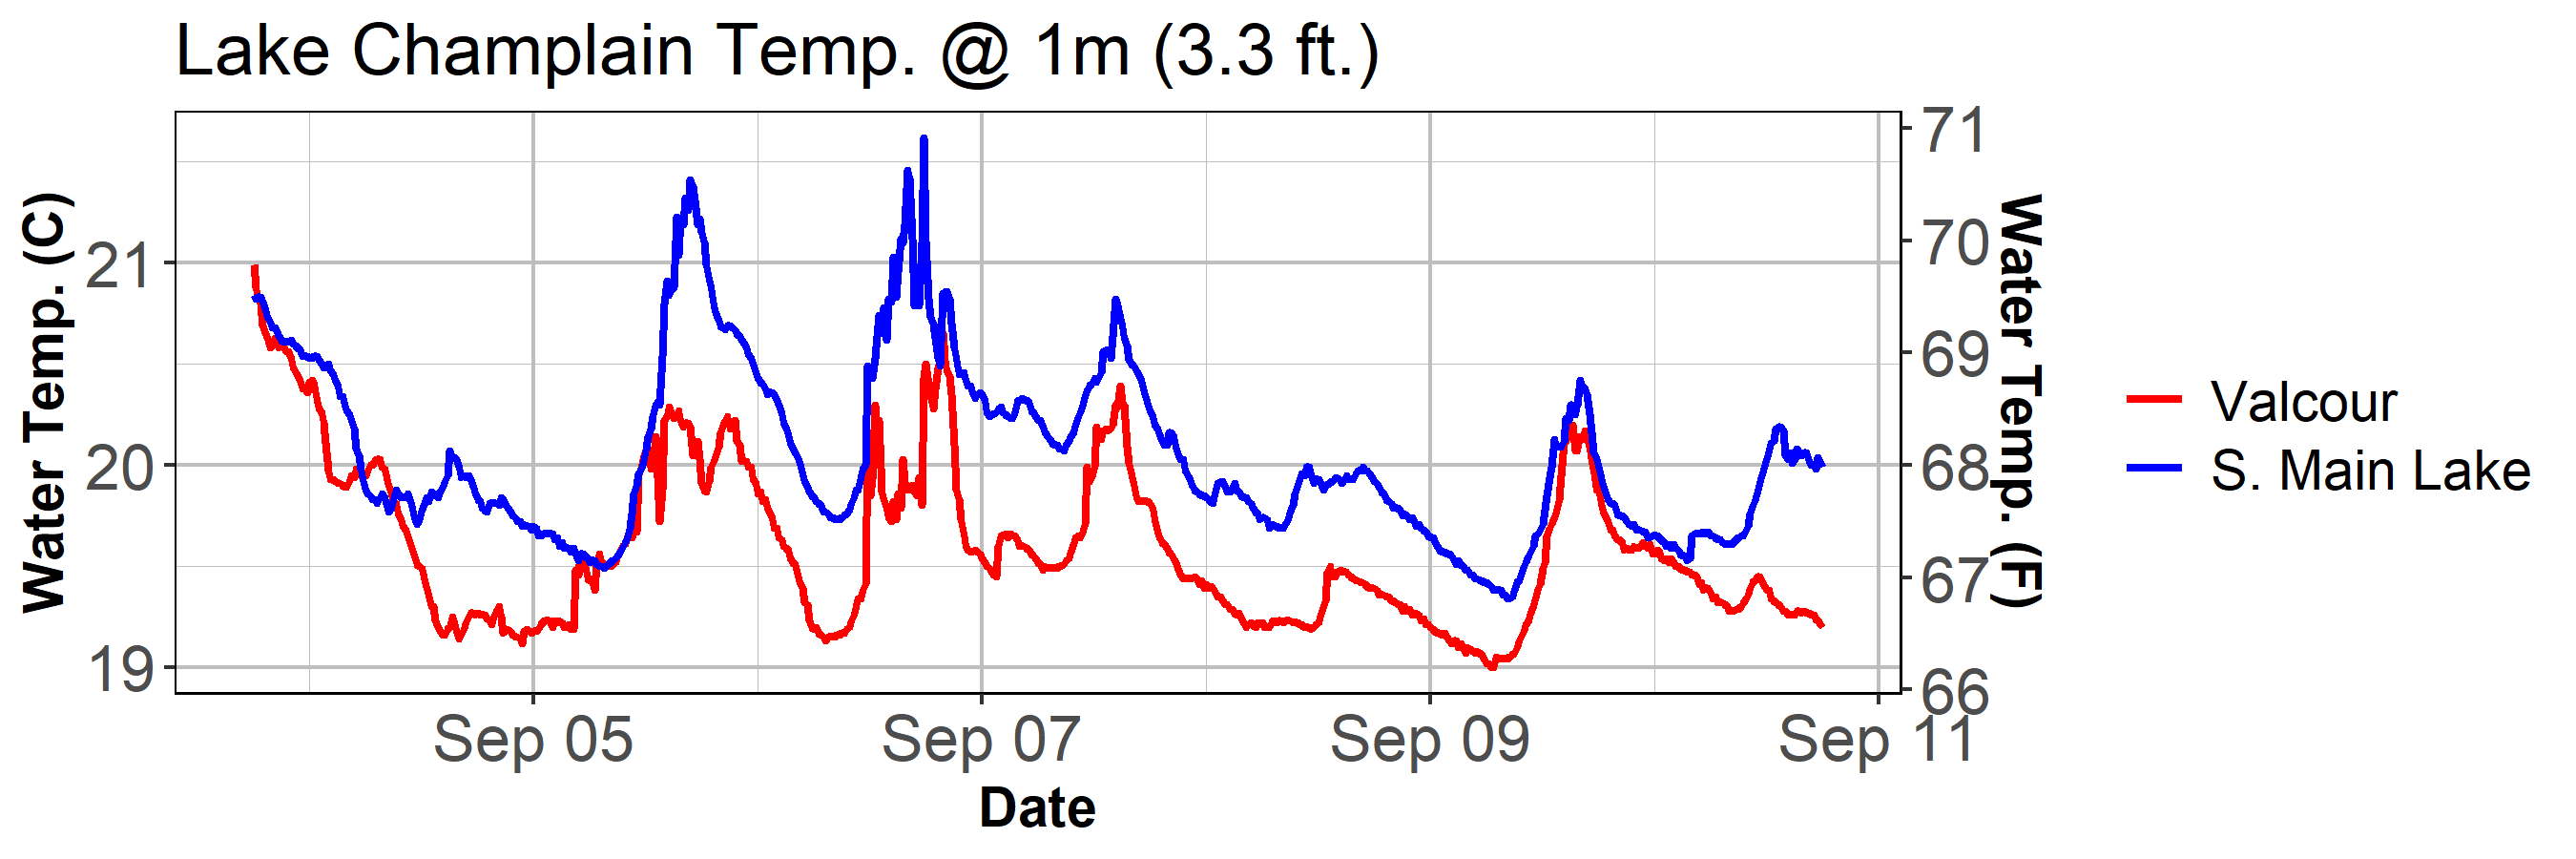 Lake Champlain Temp. @ 1m (3.3 ft.)
Water Temp. (C)
21
20
19
71
70
69
68
67
66
Water Temp. (F)
Sep 05 Sep 07 Sep 09 Sep 11
Date
Valcour
S. Main Lake